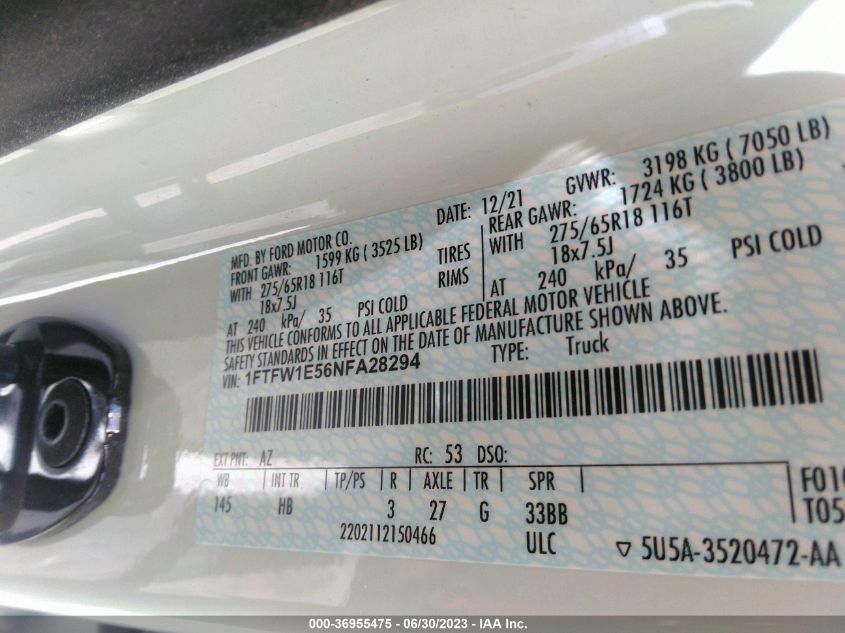 MFD. BY FORD MOTOR CO.
DATE: 12/21
GVWR: 3198 KG ( 7050 LB)
FRONT GAWR: 1599 KG ( 3525 LB)
REAR GAWR: 1724 KG ( 3800 LB)
WITH 275/65R18 116T
TIRES
WITH 275/65R18 116T
18x7.5J
RIMS
18x7.5J
AT 240 kPa/ 35 PSI COLD
AT 240 kPa/ 35 PSI COLD
THIS VEHICLE CONFORMS TO ALL APPLICABLE FEDERAL MOTOR VEHICLE
SAFETY STANDARDS IN EFFECT ON THE DATE OF MANUFACTURE SHOWN ABOVE.
VIN: 1FTFW1E56NFA28294
TYPE: Truck
EXT PNT: AZ RC: 53 DSO:
WB INT TR TP/PS R AXLE TR SPR
145 HB 3 27 G 33BB
F010
T05
2202112150466
ULC
▽ 5U5A-3520472-AA
000-36955475 - 06/30/2023 - IAA Inc.